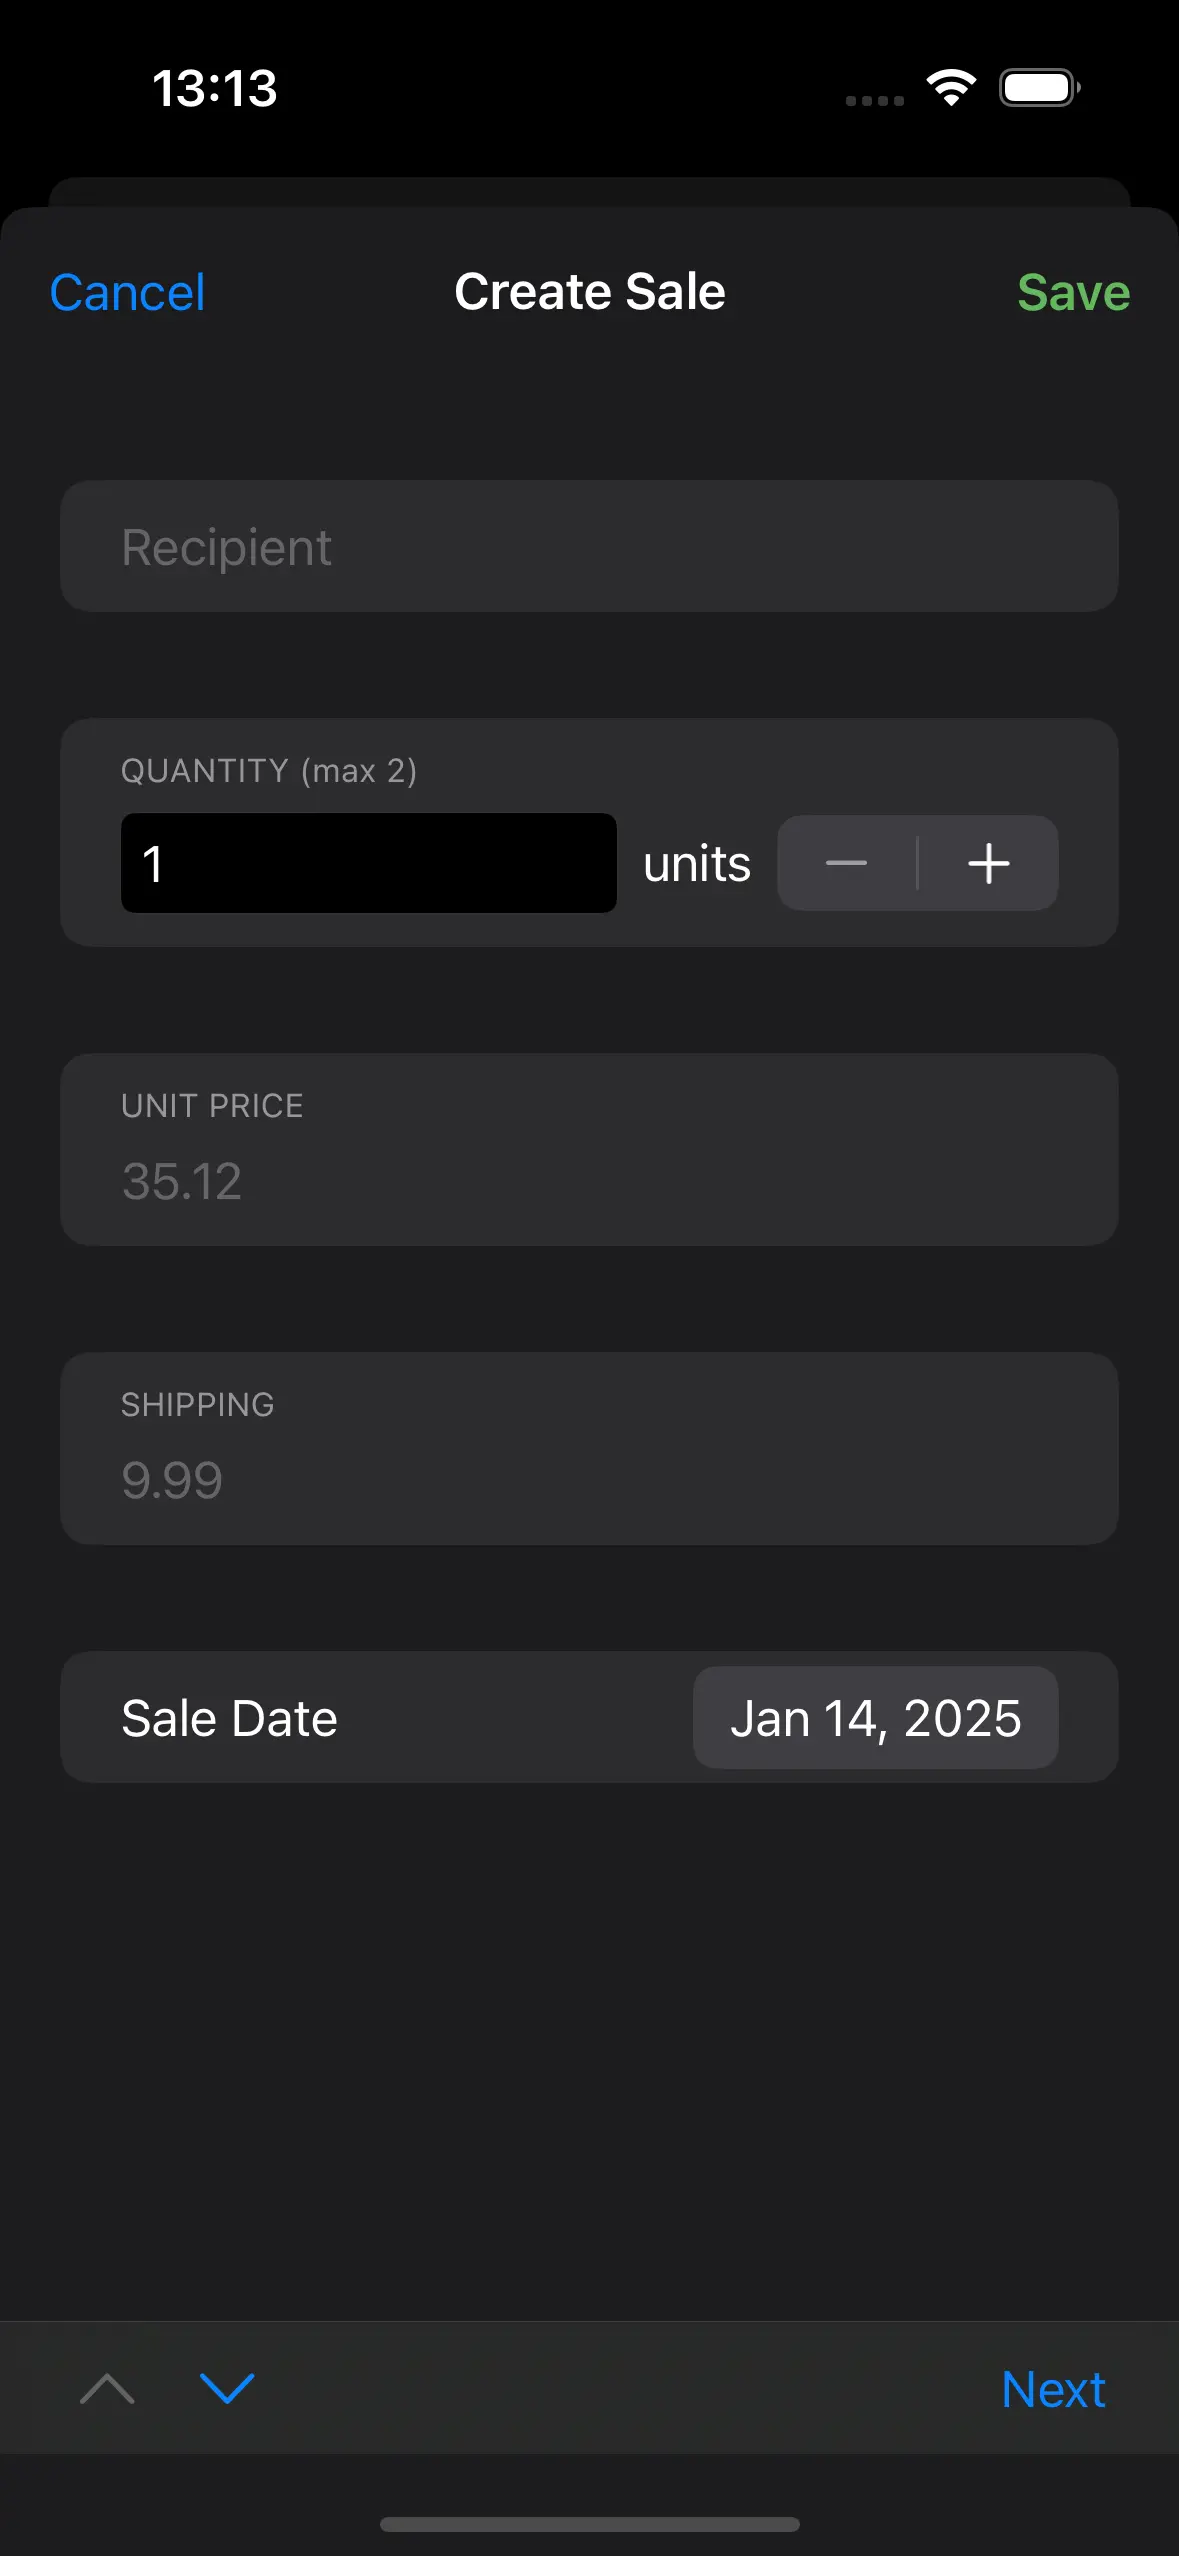 13:13
Cancel Create Sale Save
Recipient
QUANTITY (max 2)
1 units
UNIT PRICE
35.12
SHIPPING
9.99
Sale Date Jan 14, 2025
Next